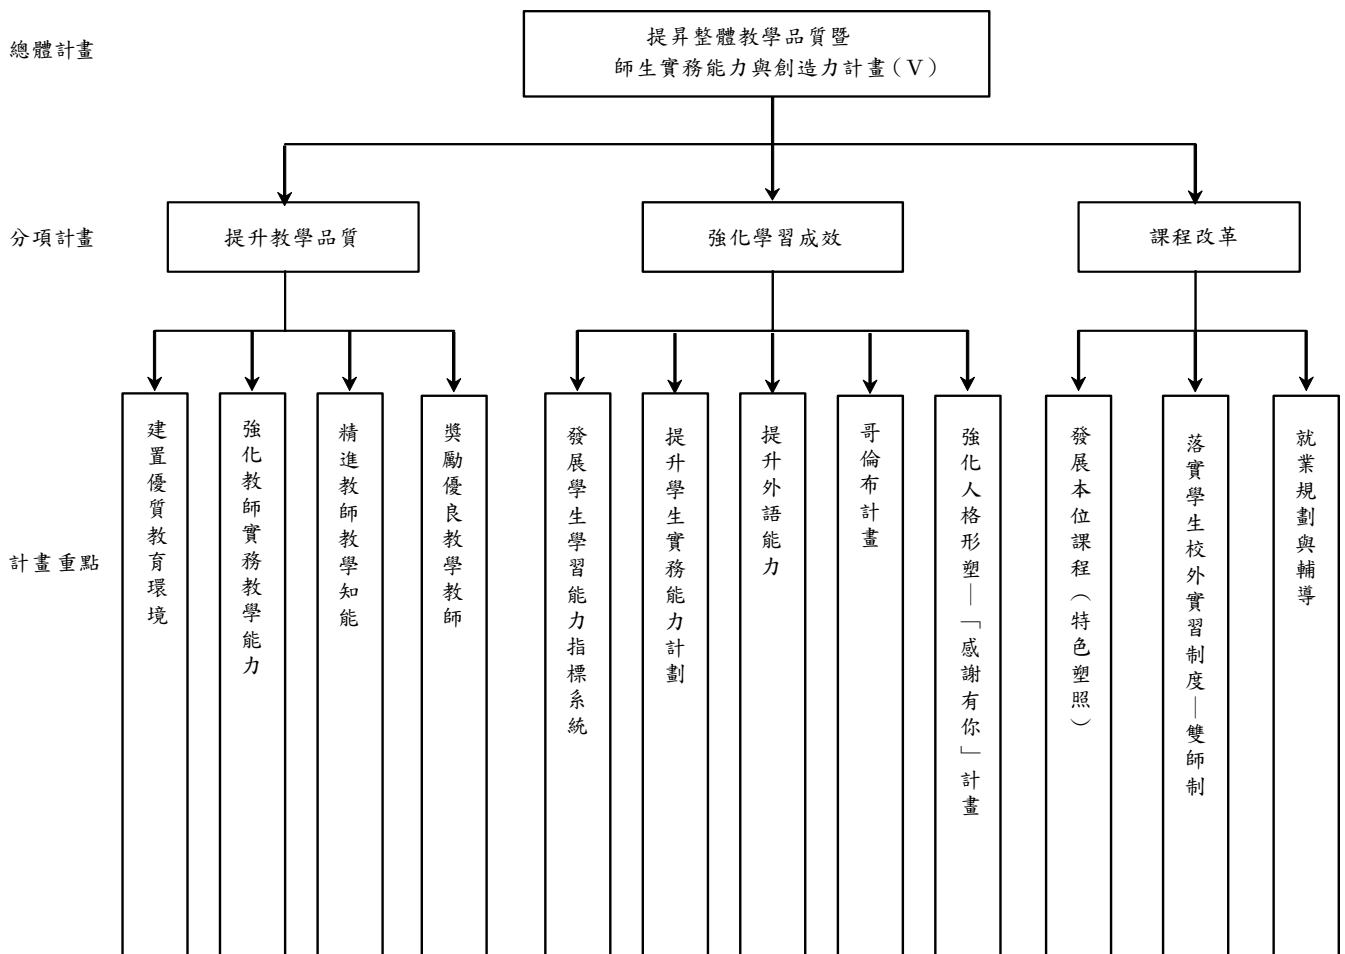 總體計畫
提昇整體教學品質暨
師生實務能力與創造力計畫(V)
分項計畫
提升教學品質
強化學習成效
課程改革
計畫重點
建置優質教育環境
強化教師實務教學能力
精進教師教學知能
獎勵優良教學教師
發展學生學習能力指標系統
提升學生實務能力計劃
提升外語能力
哥倫布計畫
強化人格形塑—「感謝有你」計畫
發展本位課程(特色塑照)
落實學生校外實習制度—雙師制
就業規劃與輔導